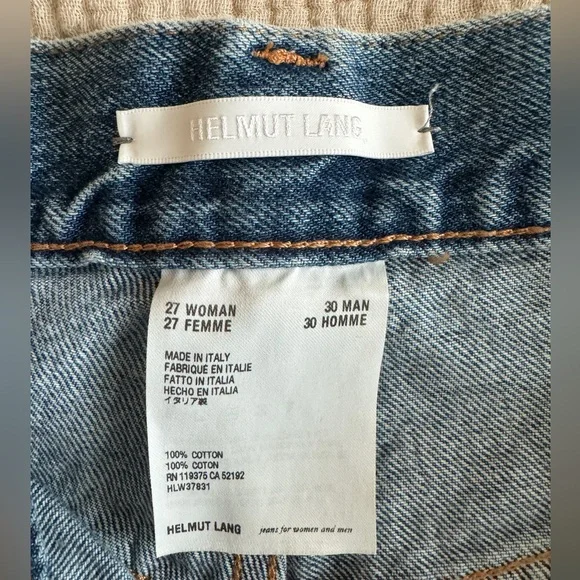 HELMUT LANG
27 WOMAN 30 MAN
27 FEMME 30 HOMME
MADE IN ITALY
FABRIQUÉ EN ITALIE
FATTO IN ITALIA
HECHO EN ITALIA
イタリア製
100% COTTON
100% COTON
RN 119375 CA 52192
HLW37831
HELMUT LANG jeans for women and men